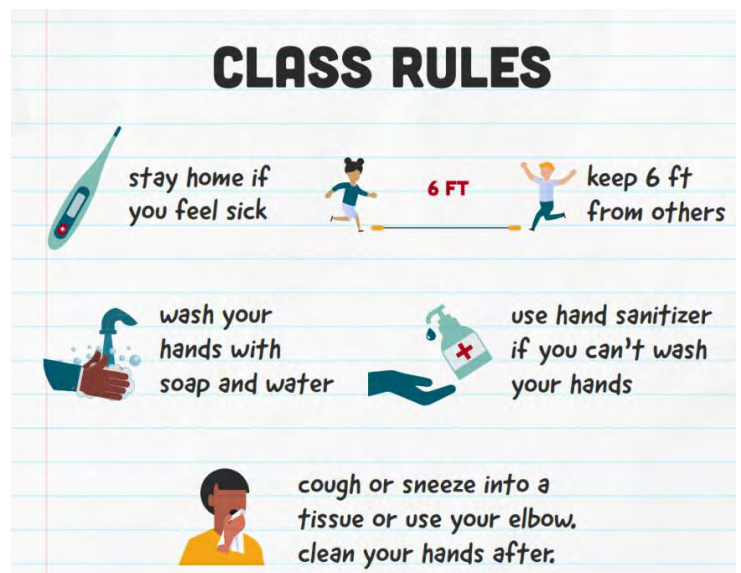 CLASS RULES
stay home if
you feel sick
6 FT
keep 6 ft
from others
wash your
hands with
soap and water
use hand sanitizer
if you can't wash
your hands
cough or sneeze into a
tissue or use your elbow.
clean your hands after.